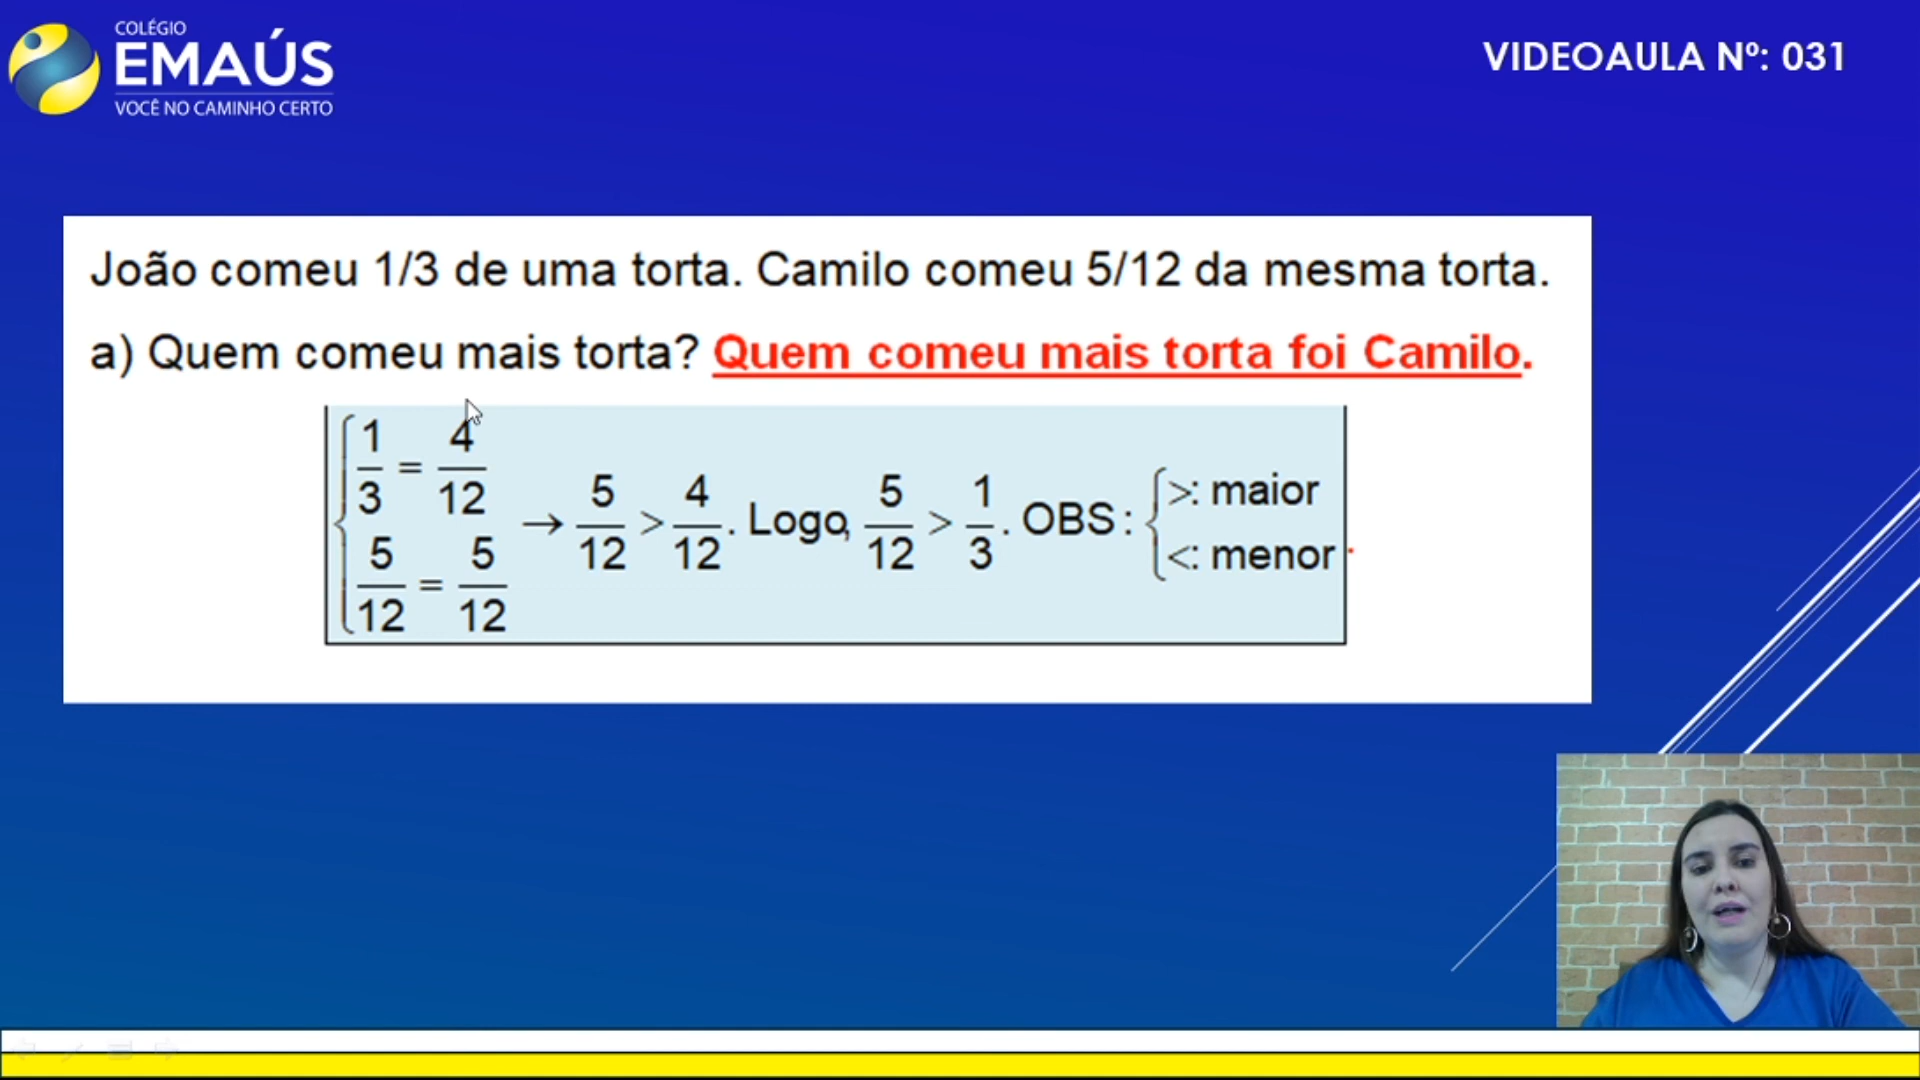 COLÉGIO
EMAÚS
VOCÊ NO CAMINHO CERTO
VIDEOAULA Nº: 031
João comeu 1/3 de uma torta. Camilo comeu 5/12 da mesma torta.
a) Quem comeu mais torta? Quem comeu mais torta foi Camilo.
1/3 = 4/12
5/12 = 5/12
→ 5/12 > 4/12. Logo, 5/12 > 1/3. OBS:
>: maior
<: menor.